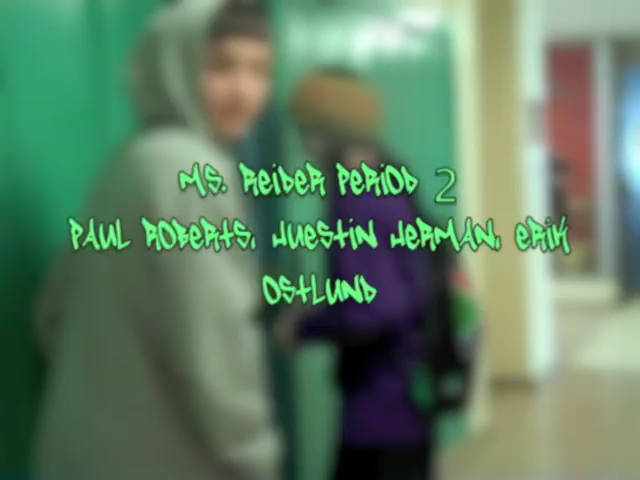 MS. REIDER PERIOD 2
PAUL ROBERTS, JUESTIN JERMAN, ERIK
OSTLUND